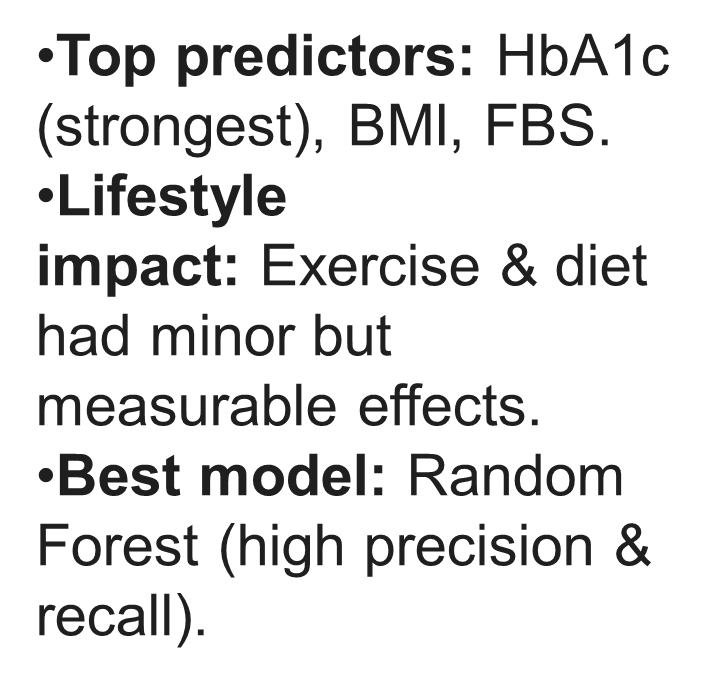 •Top predictors: HbA1c
(strongest), BMI, FBS.
•Lifestyle
impact: Exercise & diet
had minor but
measurable effects.
•Best model: Random
Forest (high precision &
recall).